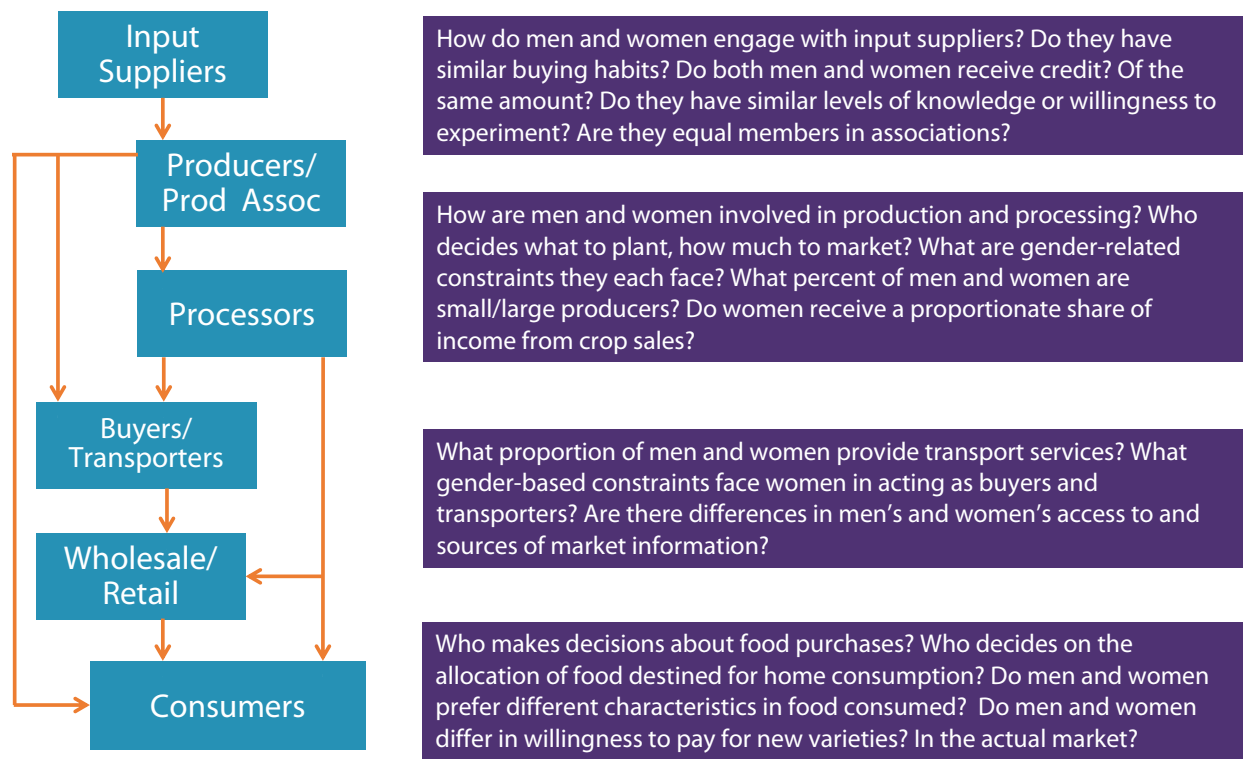 Input
Suppliers
How do men and women engage with input suppliers? Do they have
similar buying habits? Do both men and women receive credit? Of the
same amount? Do they have similar levels of knowledge or willingness to
experiment? Are they equal members in associations?
Producers/
Prod Assoc
How are men and women involved in production and processing? Who
decides what to plant, how much to market? What are gender-related
constraints they each face? What percent of men and women are
small/large producers? Do women receive a proportionate share of
income from crop sales?
Processors
Buyers/
Transporters
What proportion of men and women provide transport services? What
gender-based constraints face women in acting as buyers and
transporters? Are there differences in men’s and women’s access to and
sources of market information?
Wholesale/
Retail
Who makes decisions about food purchases? Who decides on the
allocation of food destined for home consumption? Do men and women
prefer different characteristics in food consumed?  Do men and women
differ in willingness to pay for new varieties? In the actual market?
Consumers